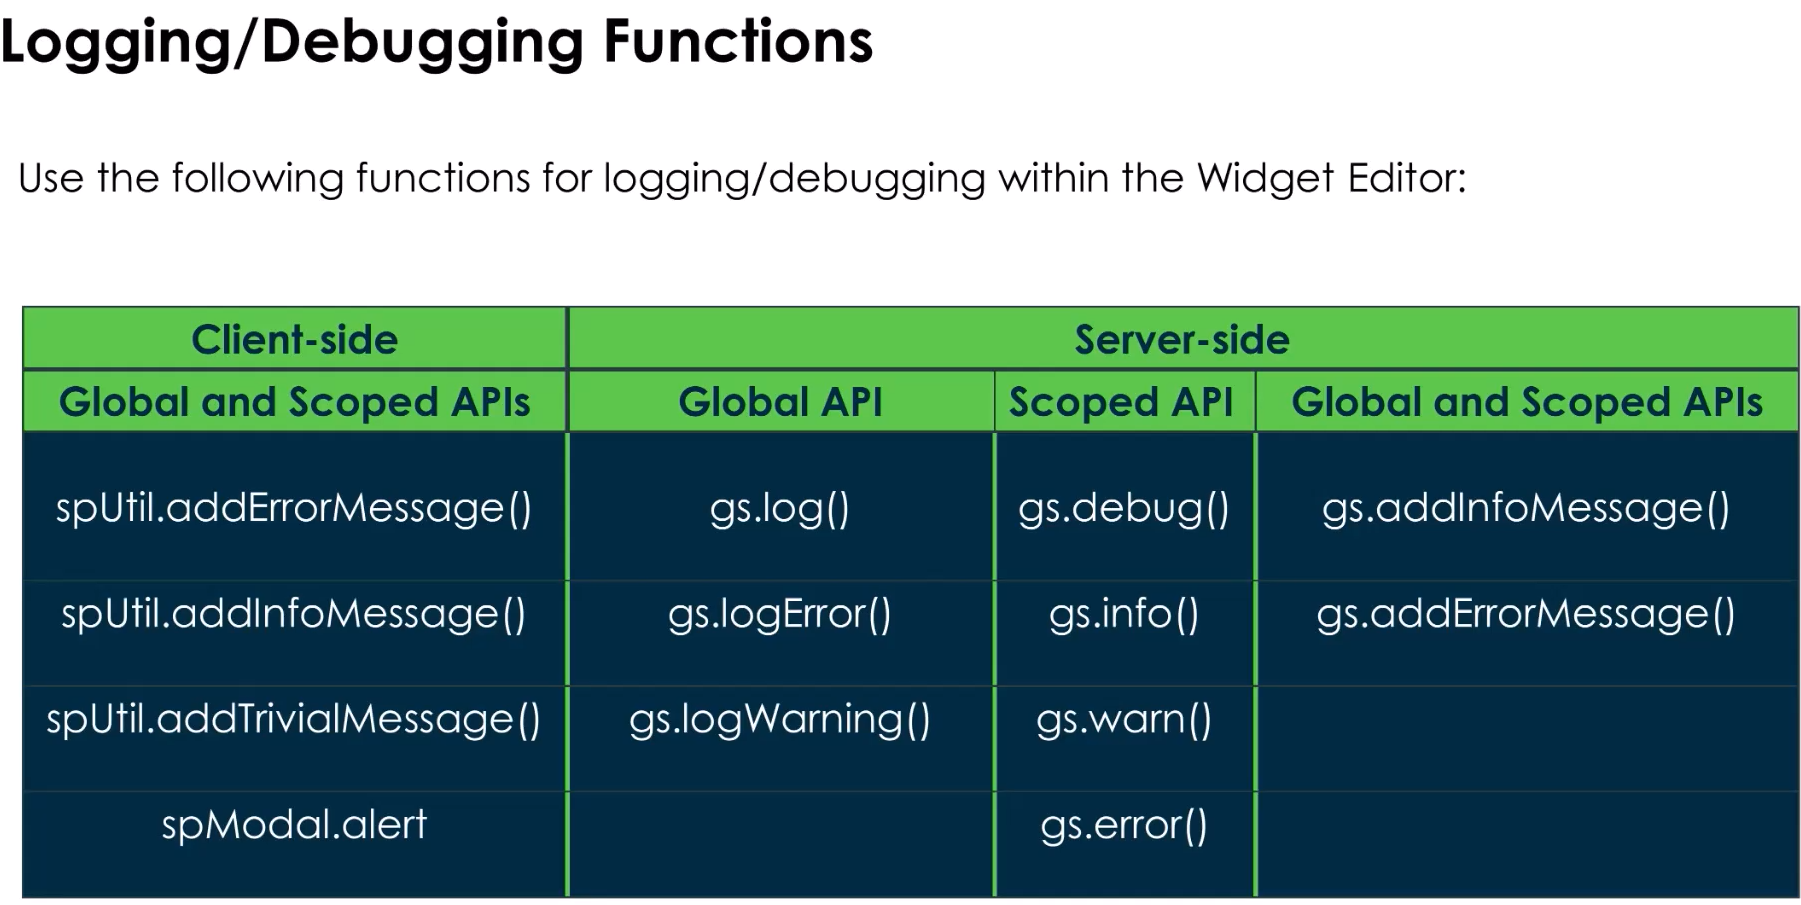 Logging/Debugging Functions
Use the following functions for logging/debugging within the Widget Editor:
Client-side Server-side
Global and Scoped APIs Global API Scoped API Global and Scoped APIs
spUtil.addErrorMessage() gs.log() gs.debug() gs.addInfoMessage()
spUtil.addInfoMessage() gs.logError() gs.info() gs.addErrorMessage()
spUtil.addTrivialMessage() gs.logWarning() gs.warn()
spModal.alert gs.error()